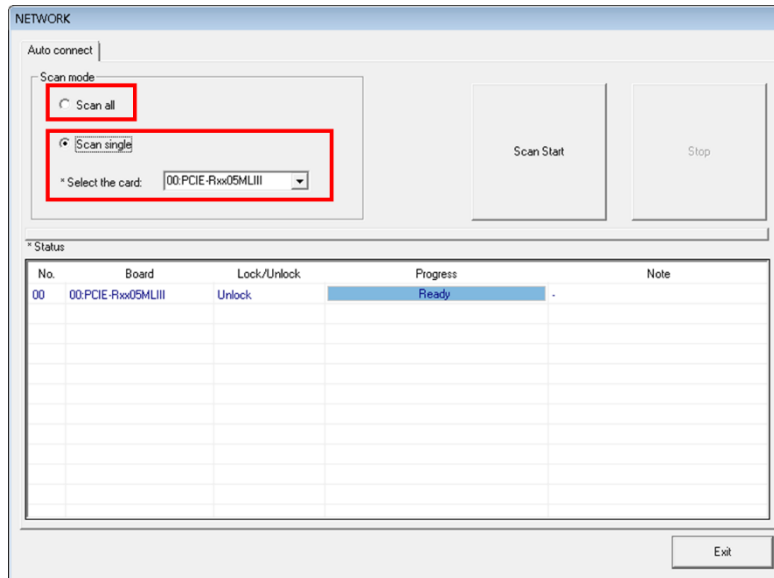 NETWORK
Auto connect
Scan mode
Scan all
Scan single
* Select the card: 00:PCIE-Rxx05MLIII
Scan Start
Stop
* Status
No. Board Lock/Unlock Progress Note
00 00:PCIE-Rxx05MLIII Unlock Ready -
Exit